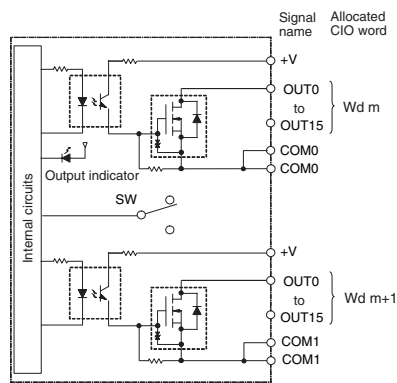 Signal name
Allocated CIO word
+V
OUT0
to
OUT15
Wd m
COM0
COM0
Output indicator
SW
Internal circuits
+V
OUT0
to
OUT15
Wd m+1
COM1
COM1